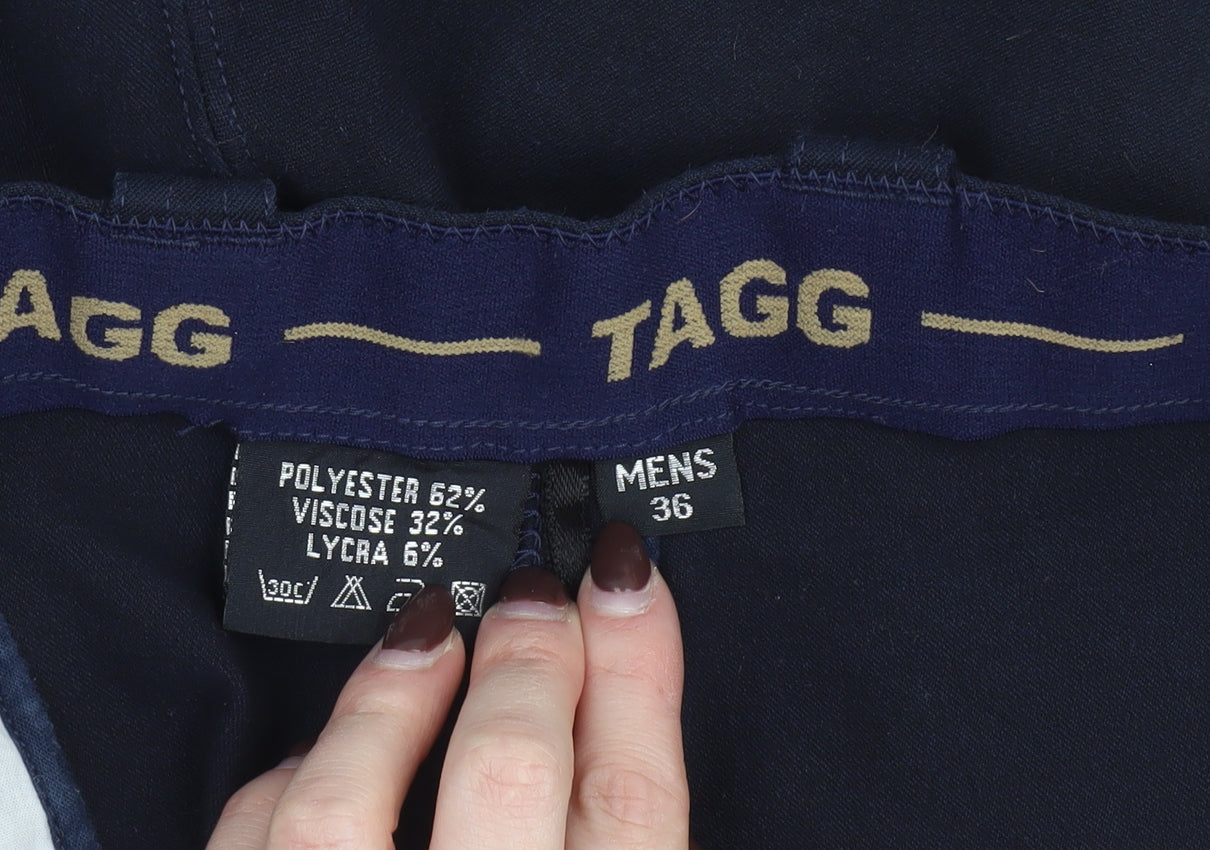 TAGG TAGG
POLYESTER 62%
VISCOSE 32%
LYCRA 6%
30C
MENS
36